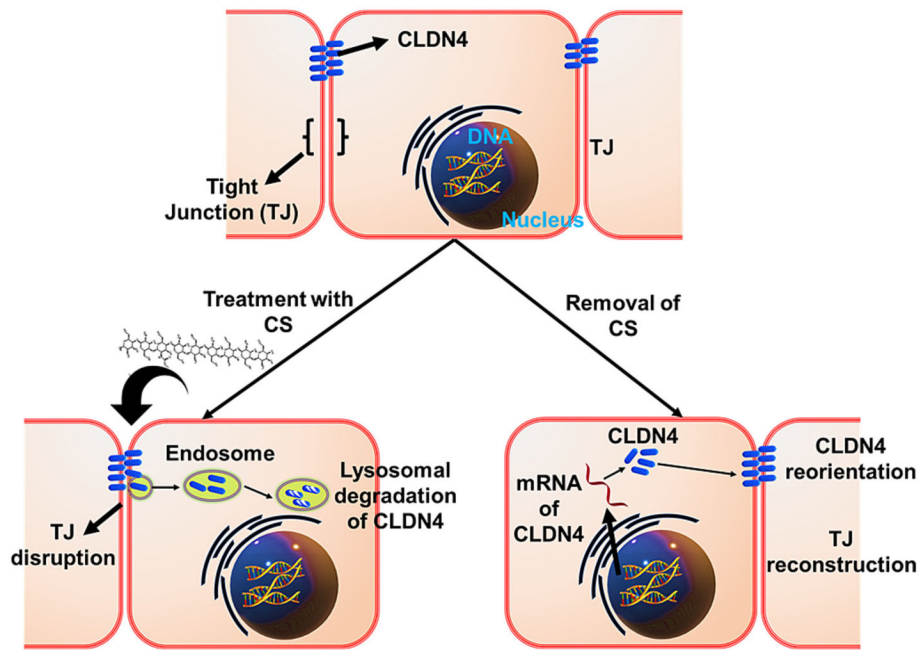 CLDN4
DNA
TJ
Tight
Junction (TJ)
Nucleus
Treatment with
CS
Removal of
CS
Endosome
Lysosomal
degradation
of CLDN4
TJ
disruption
CLDN4
mRNA
of
CLDN4
CLDN4
reorientation
TJ
reconstruction